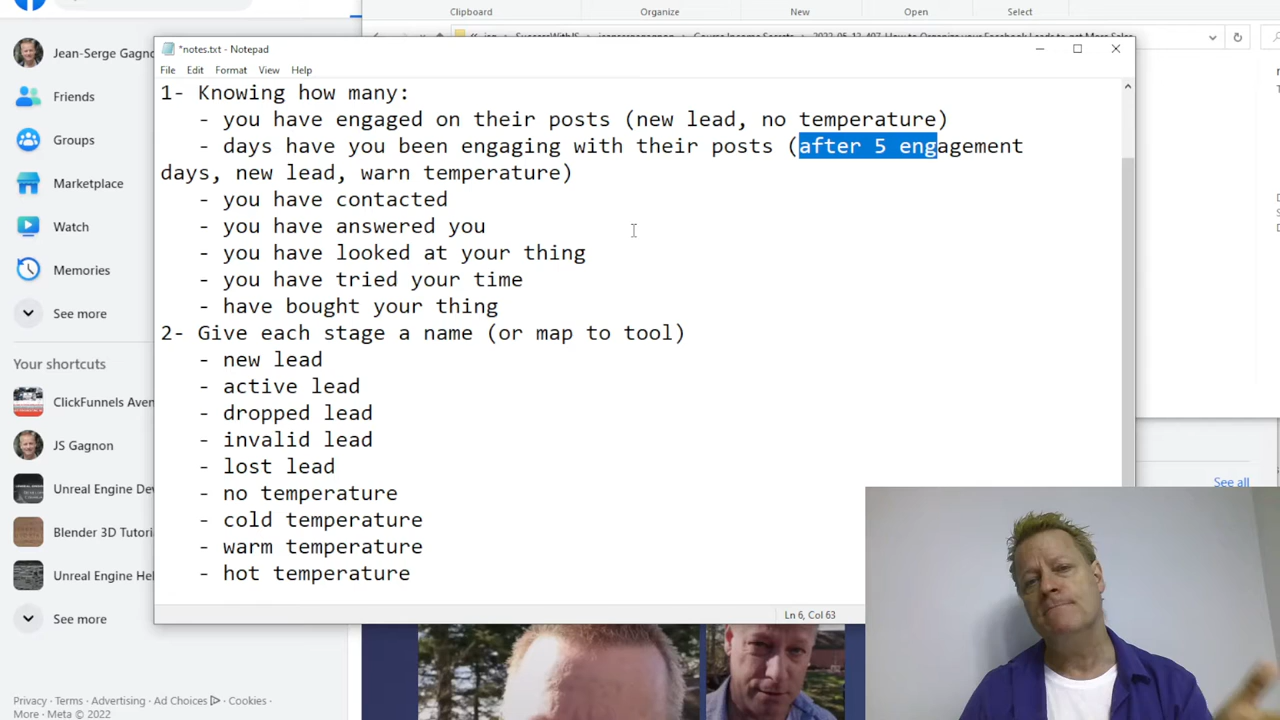 Clipboard
Organize
New
Open
Select
Jean-Serge Gagno
Friends
Groups
Marketplace
Watch
Memories
See more
Your shortcuts
ClickFunnels Aven
JS Gagnon
Unreal Engine Dev
Blender 3D Tutori
Unreal Engine Hel
See more
Privacy · Terms · Advertising · Ad Choices · Cookies ·
More · Meta © 2022
*notes.txt - Notepad
File Edit Format View Help
1- Knowing how many:
- you have engaged on their posts (new lead, no temperature)
- days have you been engaging with their posts (after 5 engagement
days, new lead, warn temperature)
- you have contacted
- you have answered you
- you have looked at your thing
- you have tried your time
- have bought your thing
2- Give each stage a name (or map to tool)
- new lead
- active lead
- dropped lead
- invalid lead
- lost lead
- no temperature
- cold temperature
- warm temperature
- hot temperature
Ln 6, Col 63
See all